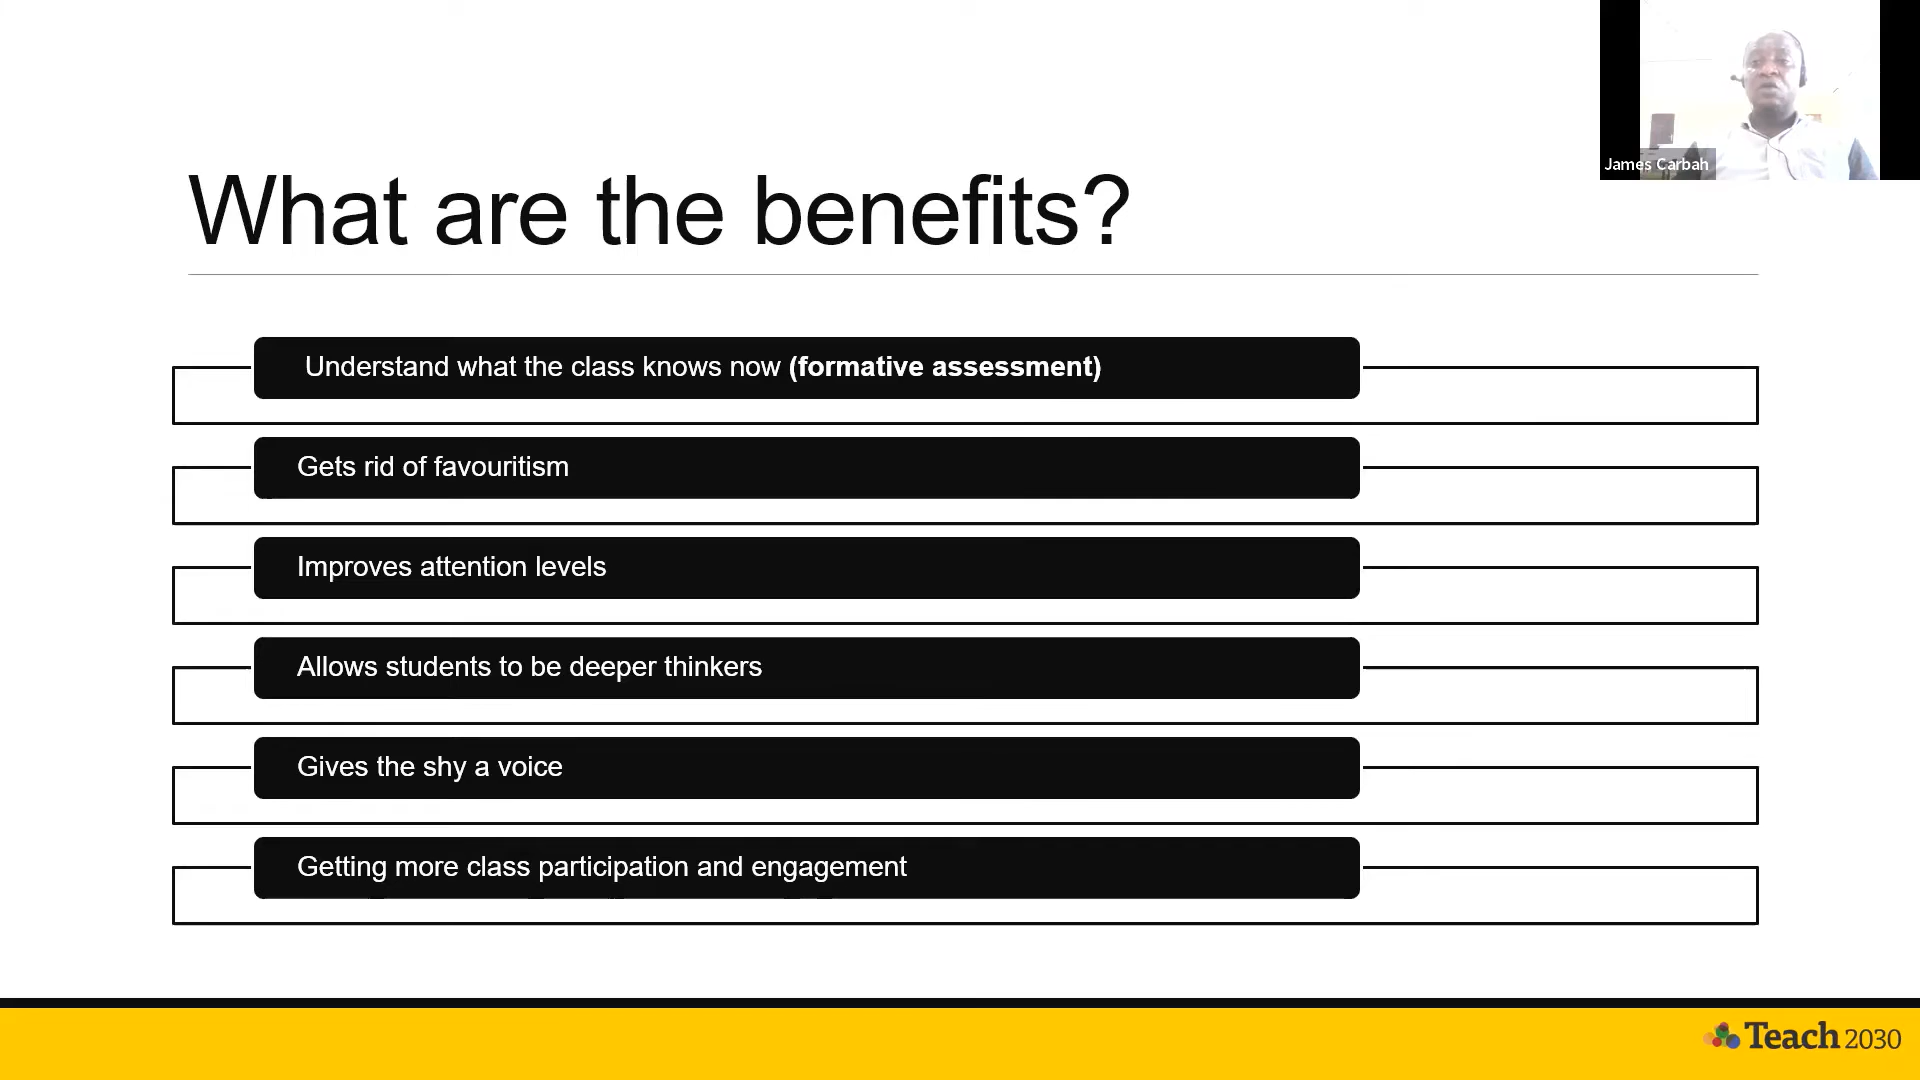 James Carbah
What are the benefits?
Understand what the class knows now (formative assessment)
Gets rid of favouritism
Improves attention levels
Allows students to be deeper thinkers
Gives the shy a voice
Getting more class participation and engagement
Teach 2030